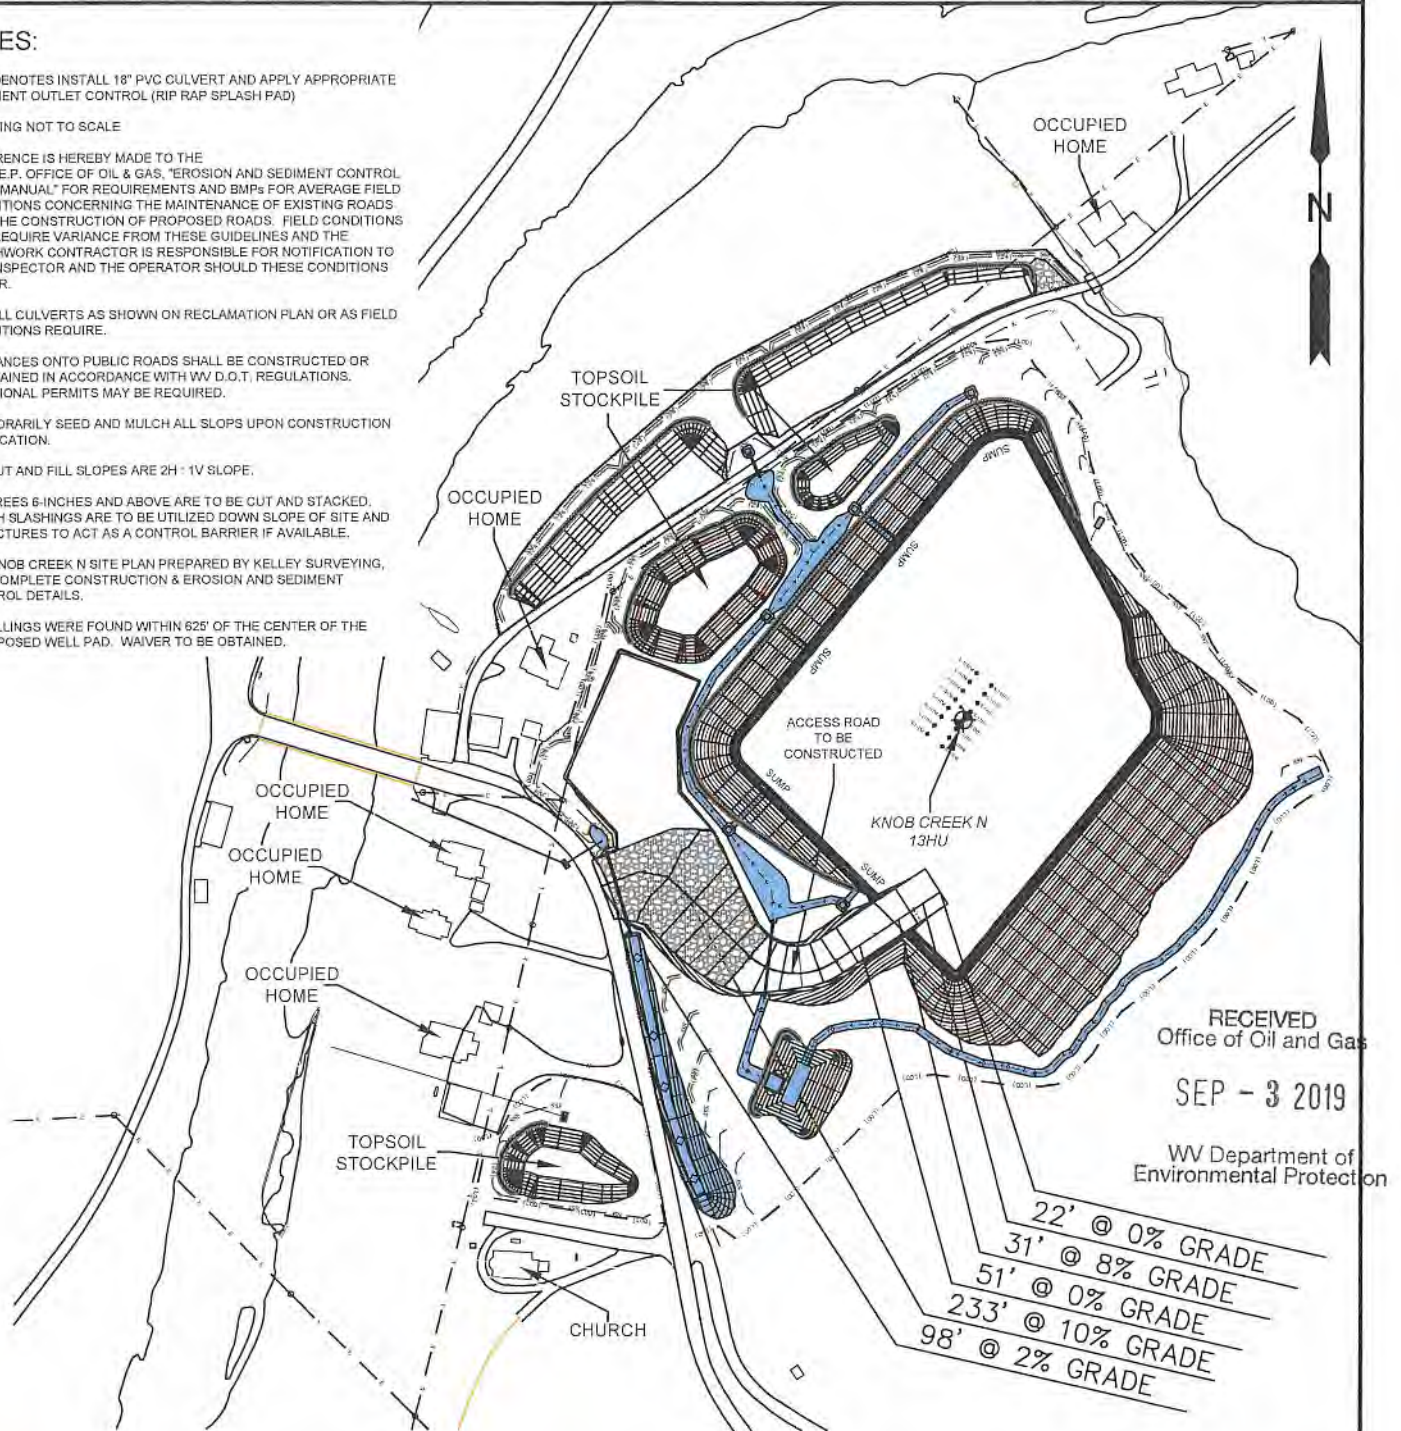 ES:
ENOTES INSTALL 18" PVC CULVERT AND APPLY APPROPRIATE
ENT OUTLET CONTROL (RIP RAP SPLASH PAD)
ING NOT TO SCALE
RENCE IS HEREBY MADE TO THE
E.P. OFFICE OF OIL & GAS, "EROSION AND SEDIMENT CONTROL
MANUAL" FOR REQUIREMENTS AND BMPs FOR AVERAGE FIELD
ITIONS CONCERNING THE MAINTENANCE OF EXISTING ROADS
HE CONSTRUCTION OF PROPOSED ROADS. FIELD CONDITIONS
EQUIRE VARIANCE FROM THESE GUIDELINES AND THE
HWORK CONTRACTOR IS RESPONSIBLE FOR NOTIFICATION TO
NSPECTOR AND THE OPERATOR SHOULD THESE CONDITIONS
R.
LL CULVERTS AS SHOWN ON RECLAMATION PLAN OR AS FIELD
ITIONS REQUIRE.
ANCES ONTO PUBLIC ROADS SHALL BE CONSTRUCTED OR
AINED IN ACCORDANCE WITH WV D.O.T. REGULATIONS.
IONAL PERMITS MAY BE REQUIRED.
ORARILY SEED AND MULCH ALL SLOPS UPON CONSTRUCTION
CATION.
UT AND FILL SLOPES ARE 2H : 1V SLOPE.
REES 6-INCHES AND ABOVE ARE TO BE CUT AND STACKED.
H SLASHINGS ARE TO BE UTILIZED DOWN SLOPE OF SITE AND
CTURES TO ACT AS A CONTROL BARRIER IF AVAILABLE.
NOB CREEK N SITE PLAN PREPARED BY KELLEY SURVEYING,
OMPLETE CONSTRUCTION & EROSION AND SEDIMENT
ROL DETAILS.
LLINGS WERE FOUND WITHIN 625' OF THE CENTER OF THE
POSED WELL PAD. WAIVER TO BE OBTAINED.
OCCUPIED
HOME
N
TOPSOIL
STOCKPILE
SUMP
OCCUPIED
HOME
SUMP
SUMP
ACCESS ROAD
TO BE
CONSTRUCTED
SUMP
KNOB CREEK N
13HU
SUMP
OCCUPIED
HOME
OCCUPIED
HOME
OCCUPIED
HOME
RECEIVED
Office of Oil and Gas
SEP - 3 2019
WV Department of
Environmental Protection
TOPSOIL
STOCKPILE
CHURCH
22' @ 0% GRADE
31' @ 8% GRADE
51' @ 0% GRADE
233' @ 10% GRADE
98' @ 2% GRADE